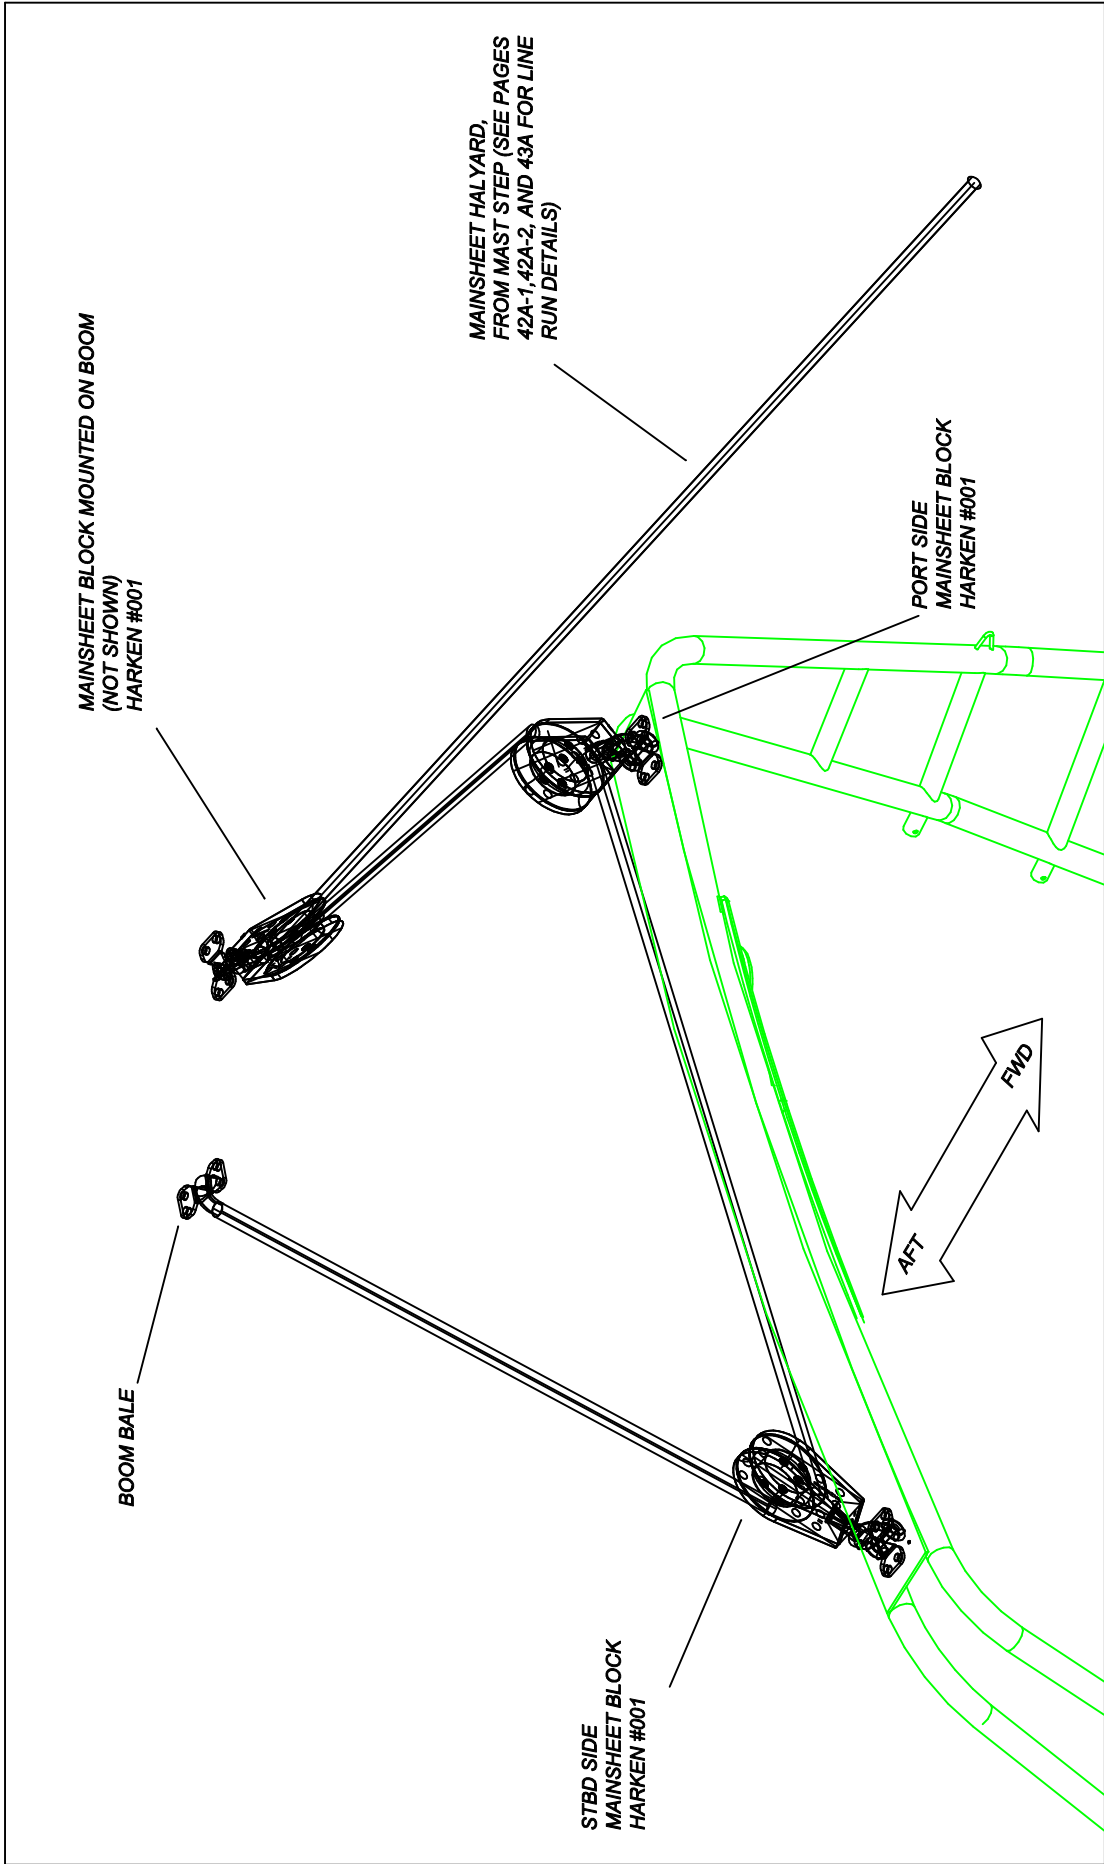 STBD SIDE
MAINSHEET BLOCK
HARKEN #001
BOOM BALE
MAINSHEET BLOCK MOUNTED ON BOOM
(NOT SHOWN)
HARKEN #001
MAINSHEET HALYARD,
FROM MAST STEP (SEE PAGES
42A-1,42A-2, AND 43A FOR LINE
RUN DETAILS)
PORT SIDE
MAINSHEET BLOCK
HARKEN #001
AFT
FWD